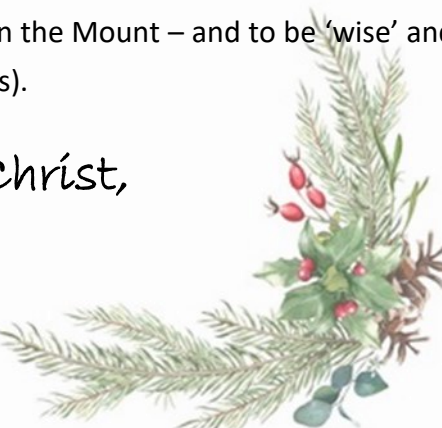 n the Mount – and to be ‘wise’ and
s).
Christ,